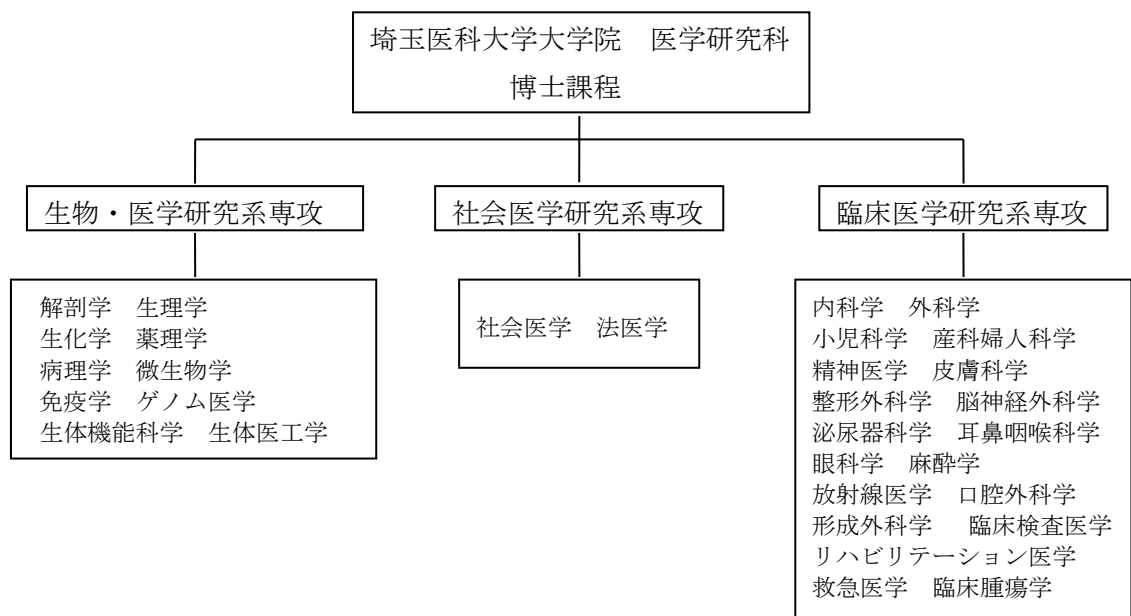 埼玉医科大学大学院　医学研究科
博士課程
生物・医学研究系専攻
社会医学研究系専攻
臨床医学研究系専攻
解剖学　生理学
生化学　薬理学
病理学　微生物学
免疫学　ゲノム医学
生体機能科学　生体医工学
社会医学　法医学
内科学　外科学
小児科学　産科婦人科学
精神医学　皮膚科学
整形外科学　脳神経外科学
泌尿器科学　耳鼻咽喉科学
眼科学　麻酔学
放射線医学　口腔外科学
形成外科学　臨床検査医学
リハビリテーション医学
救急医学　臨床腫瘍学